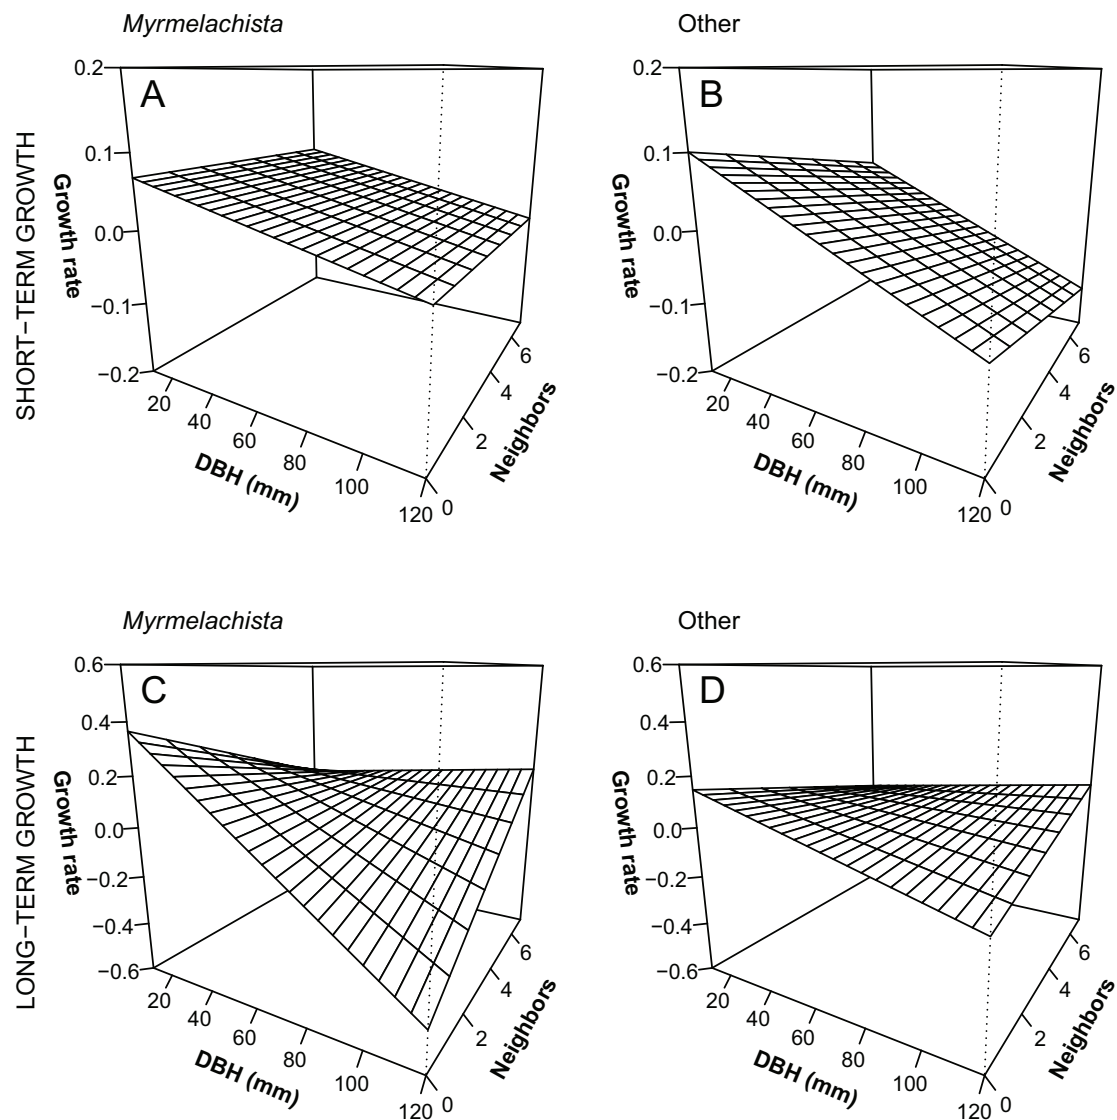 Myrmelachista
Other
SHORT−TERM GROWTH
A
Growth rate
0.2
0.1
0.0
−0.1
−0.2
20
40
60
80
100
120
DBH (mm)
0
2
4
6
Neighbors
B
Growth rate
0.2
0.1
0.0
−0.1
−0.2
20
40
60
80
100
120
DBH (mm)
0
2
4
6
Neighbors
Myrmelachista
Other
LONG−TERM GROWTH
C
Growth rate
0.6
0.4
0.2
0.0
−0.2
−0.4
−0.6
20
40
60
80
100
120
DBH (mm)
0
2
4
6
Neighbors
D
Growth rate
0.6
0.4
0.2
0.0
−0.2
−0.4
−0.6
20
40
60
80
100
120
DBH (mm)
0
2
4
6
Neighbors